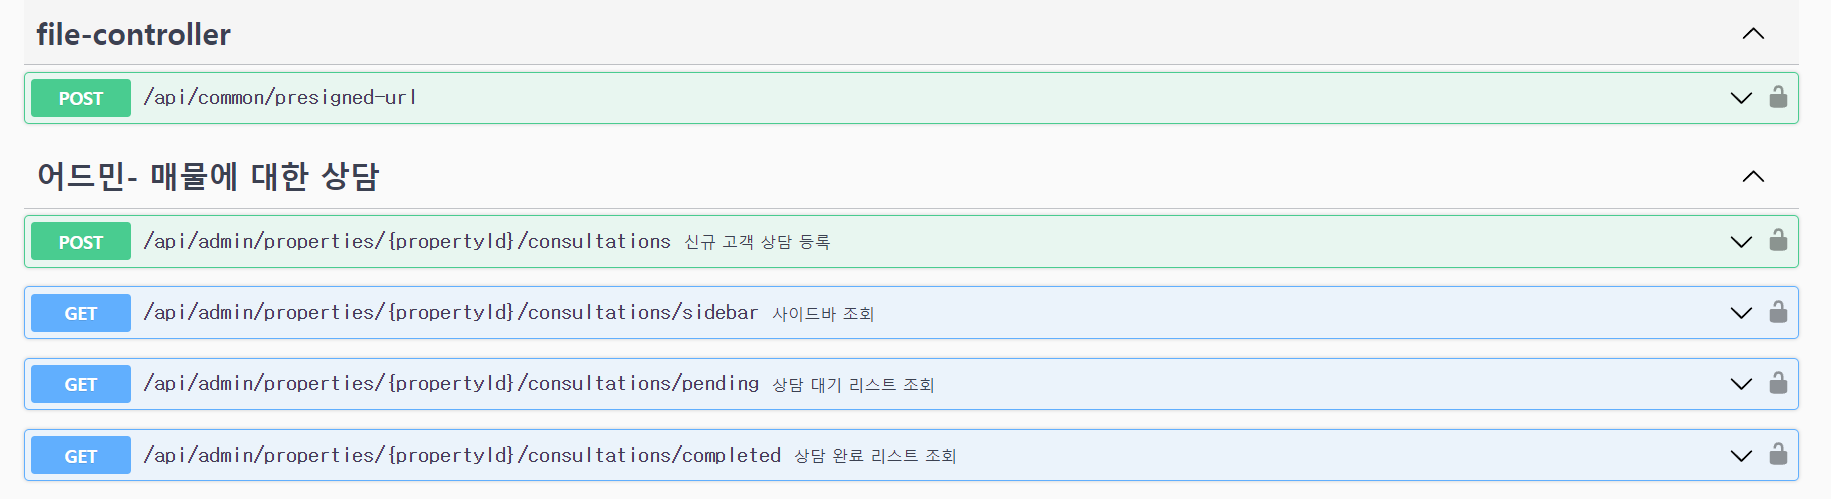 file-controller
POST /api/common/presigned-url
어드민- 매물에 대한 상담
POST /api/admin/properties/{propertyId}/consultations 신규 고객 상담 등록
GET /api/admin/properties/{propertyId}/consultations/sidebar 사이드바 조회
GET /api/admin/properties/{propertyId}/consultations/pending 상담 대기 리스트 조회
GET /api/admin/properties/{propertyId}/consultations/completed 상담 완료 리스트 조회